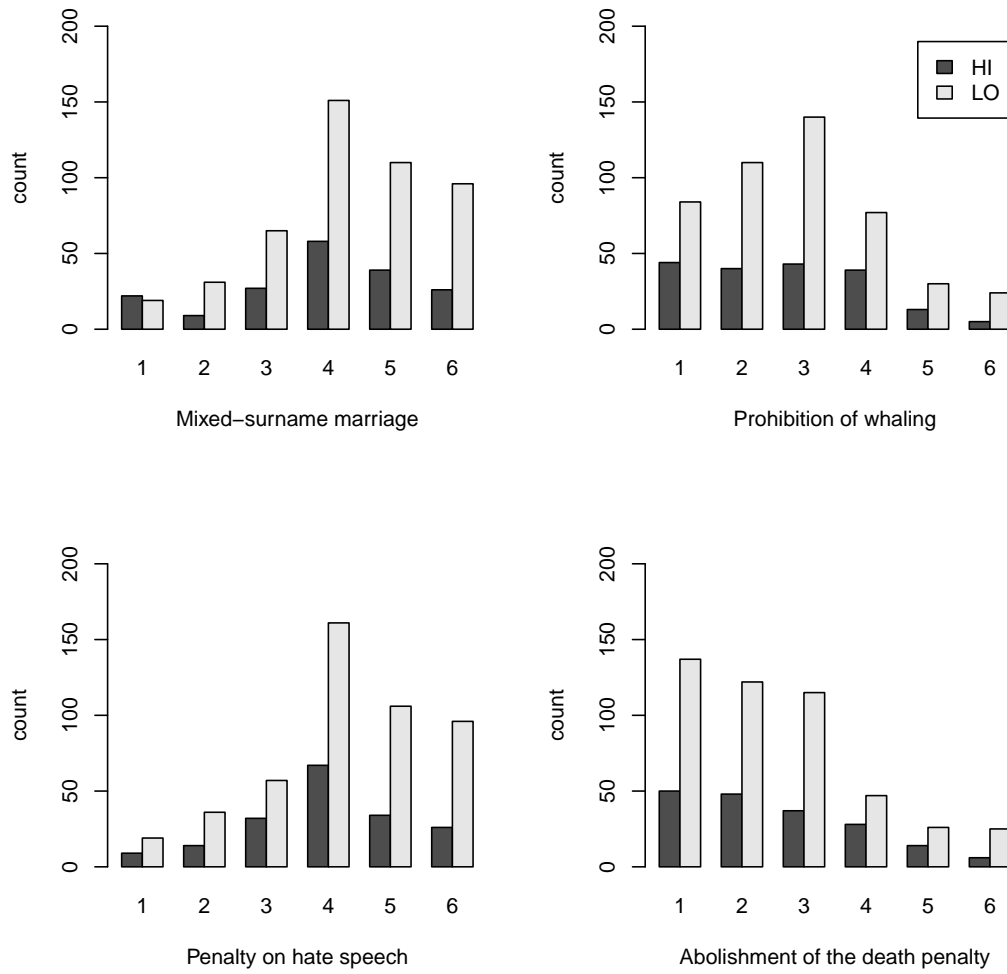 200
150
100
50
0
count
1 2 3 4 5 6
Mixed−surname marriage
200
150
100
50
0
count
1 2 3 4 5 6
Prohibition of whaling
HI
LO
200
150
100
50
0
count
1 2 3 4 5 6
Penalty on hate speech
200
150
100
50
0
count
1 2 3 4 5 6
Abolishment of the death penalty